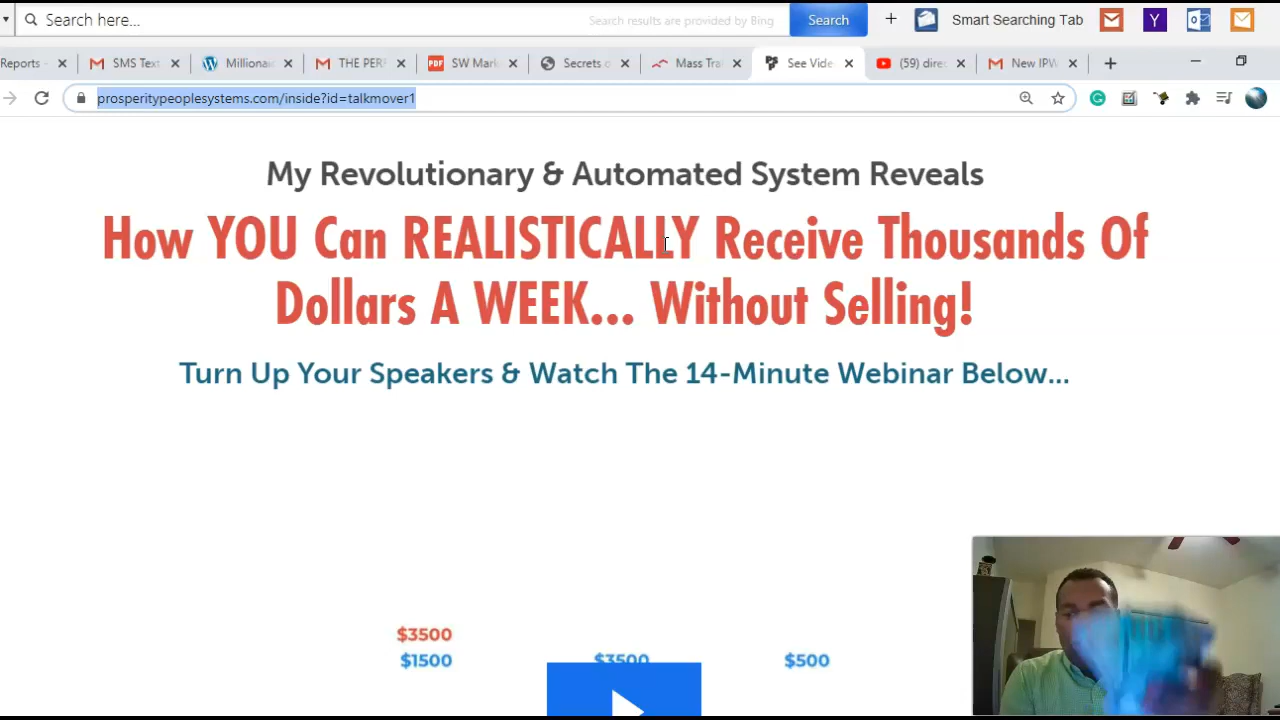 Search here...
Search results are provided by Bing
Search
Smart Searching Tab
Reports -
SMS Text
Millionai
THE PERF
SW Mark
Secrets o
Mass Tra
See Vide
(59) direc
New IPW
prosperitypeoplesystems.com/inside?id=talkmover1
My Revolutionary & Automated System Reveals
How YOU Can REALISTICALLY Receive Thousands Of
Dollars A WEEK... Without Selling!
Turn Up Your Speakers & Watch The 14-Minute Webinar Below...
$3500
$1500
$3500
$500